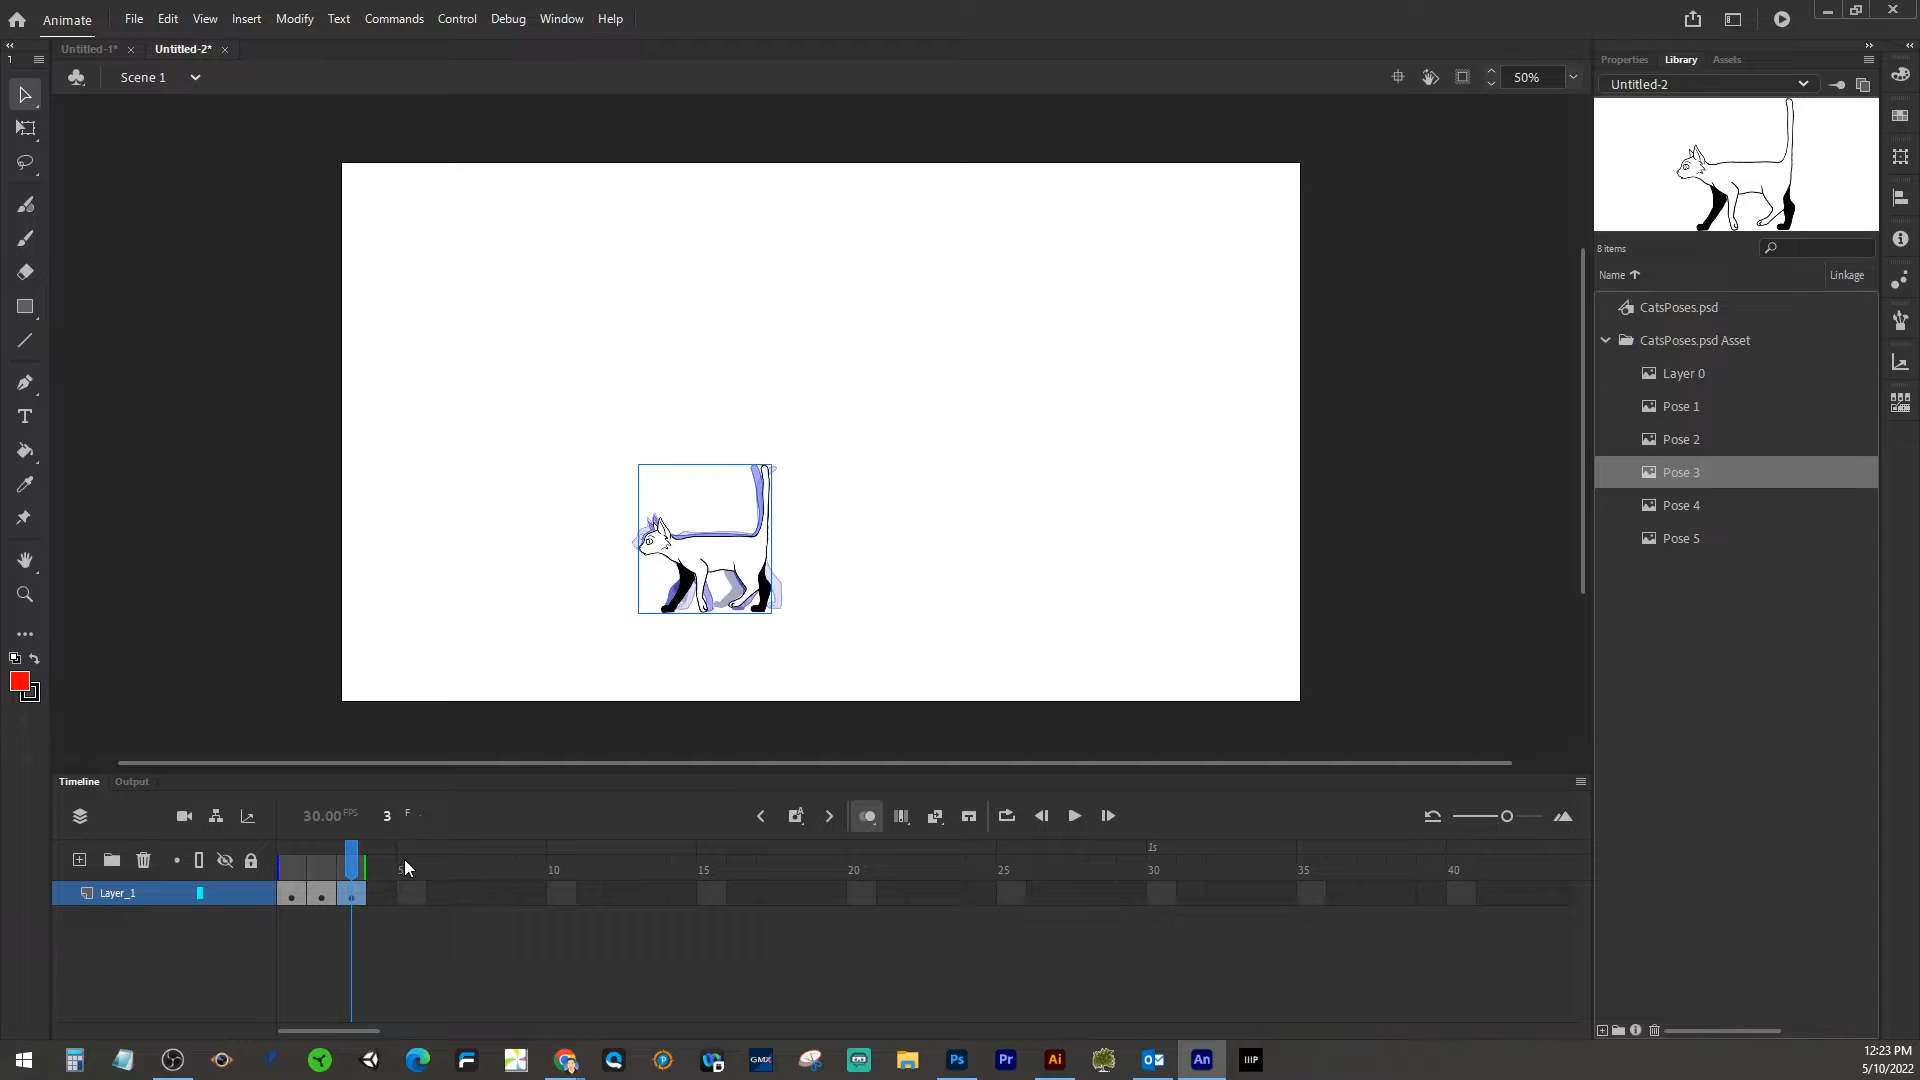 Animate File Edit View Insert Modify Text Commands Control Debug Window Help
Untitled-1* × Untitled-2* ×
Scene 1
50%
Properties Library Assets
Untitled-2
8 items
Name Linkage
CatsPoses.psd
CatsPoses.psd Asset
Layer 0
Pose 1
Pose 2
Pose 3
Pose 4
Pose 5
Timeline Output
30.00 FPS 3 F
1s
5 10 15 20 25 30 35 40
Layer_1
GMX Ps Pr Ai An
12:23 PM
5/10/2022